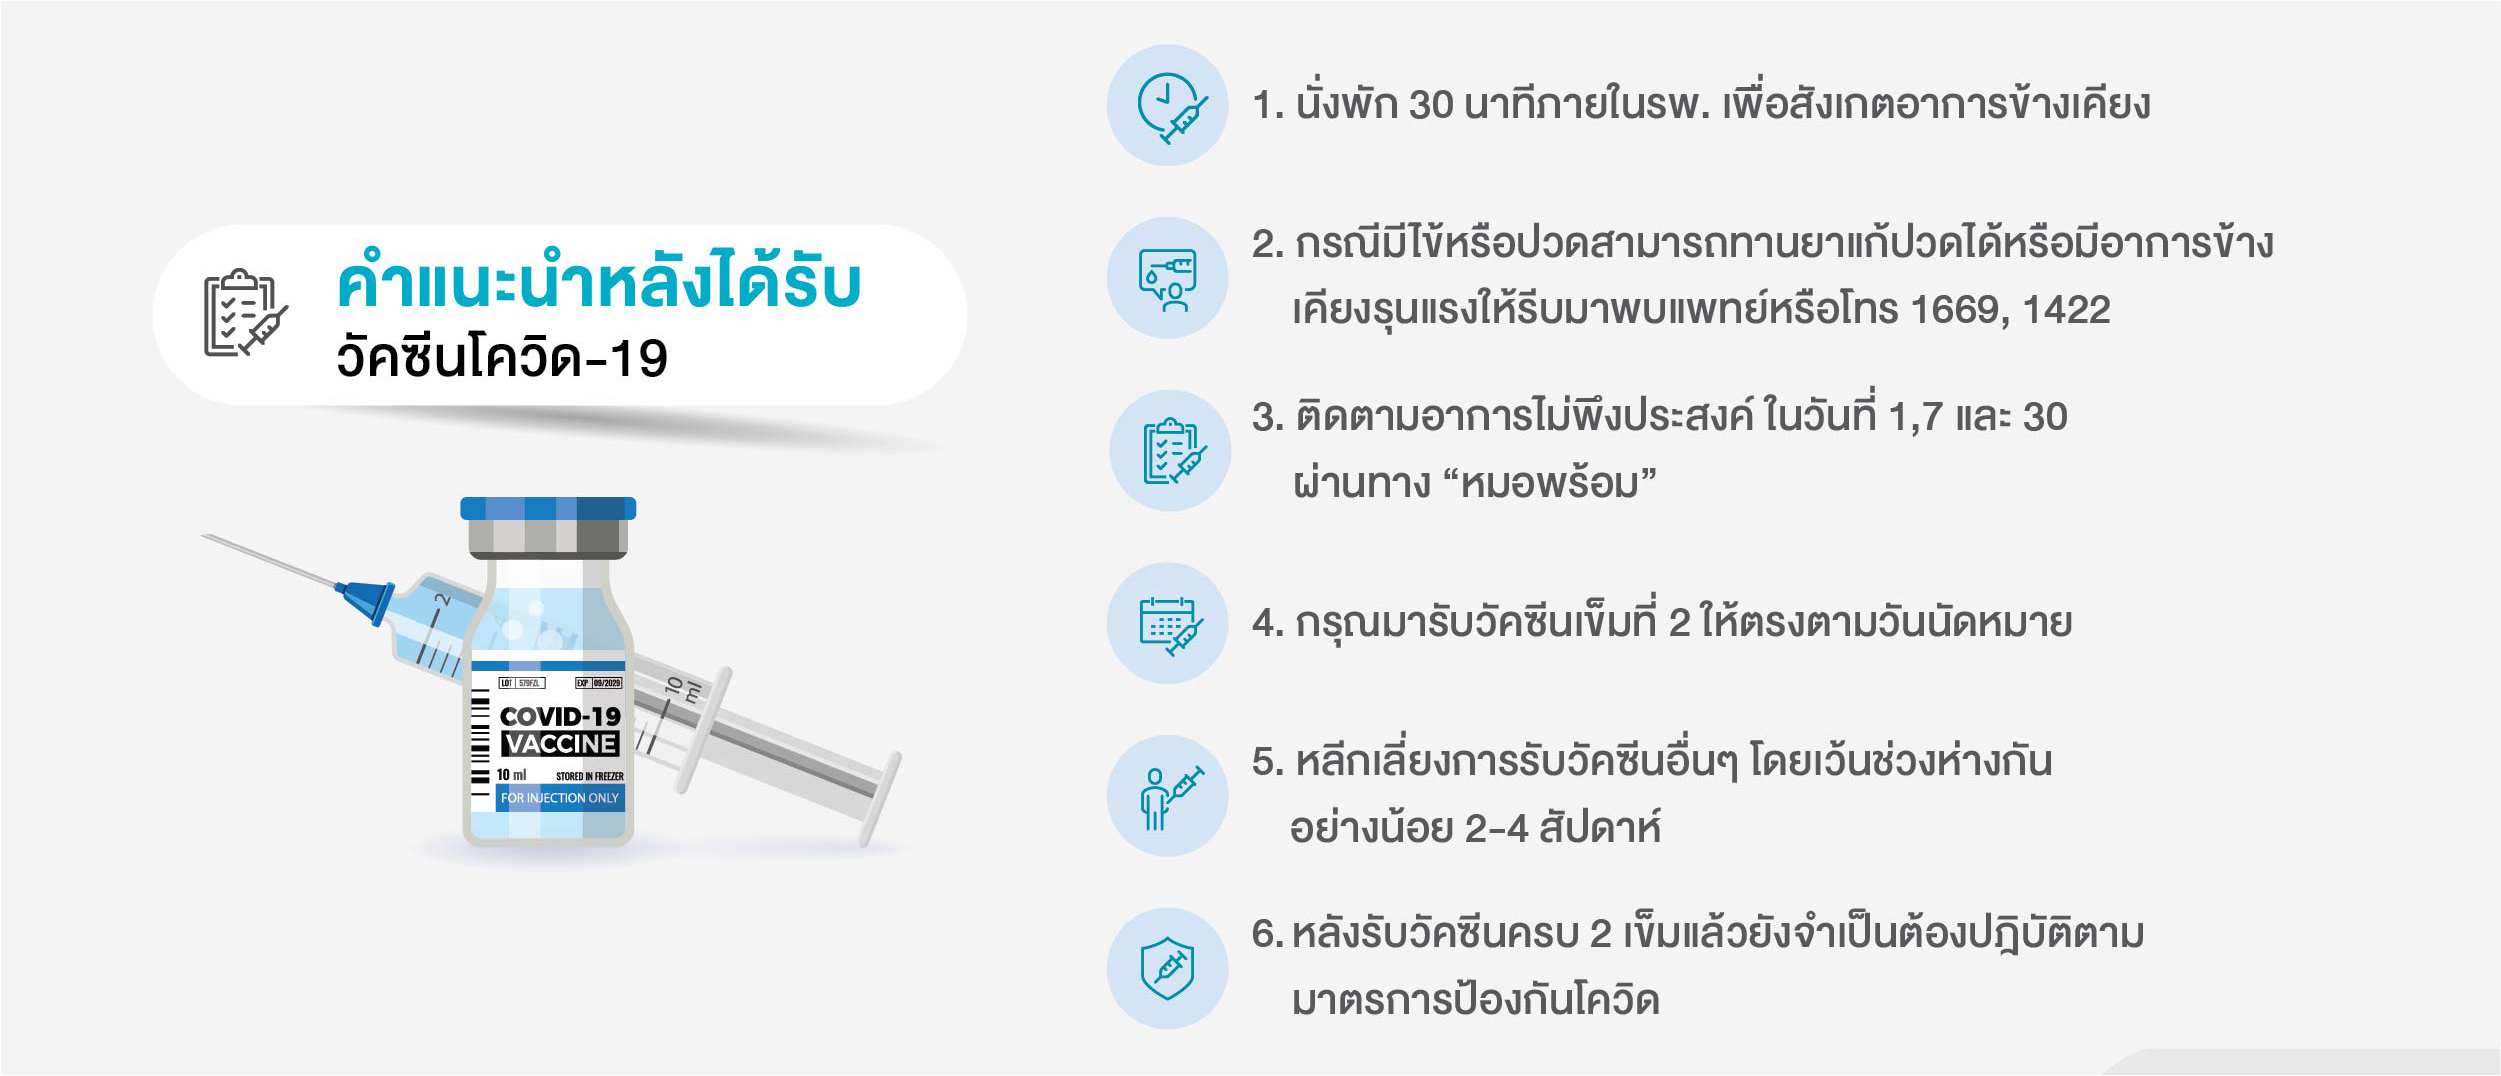 คำแนะนำหลังได้รับ
วัคซีนโควิด-19
2
10
ml
LOT 579FZL EXP 09/2029
COVID-19
VACCINE
10 ml STORED IN FREEZER
FOR INJECTION ONLY
1. นั่งพัก 30 นาทีภายในรพ. เพื่อสังเกตอาการข้างเคียง
2. กรณีมีไข้หรือปวดสามารถทานยาแก้ปวดได้หรือมีอาการข้าง
เคียงรุนแรงให้รีบมาพบแพทย์หรือโทร 1669, 1422
3. ติดตามอาการไม่พึงประสงค์ ในวันที่ 1,7 และ 30
ผ่านทาง “หมอพร้อม”
4. กรุณมารับวัคซีนเข็มที่ 2 ให้ตรงตามวันนัดหมาย
5. หลีกเลี่ยงการรับวัคซีนอื่นๆ โดยเว้นช่วงห่างกัน
อย่างน้อย 2-4 สัปดาห์
6. หลังรับวัคซีนครบ 2 เข็มแล้วยังจำเป็นต้องปฏิบัติตาม
มาตรการป้องกันโควิด